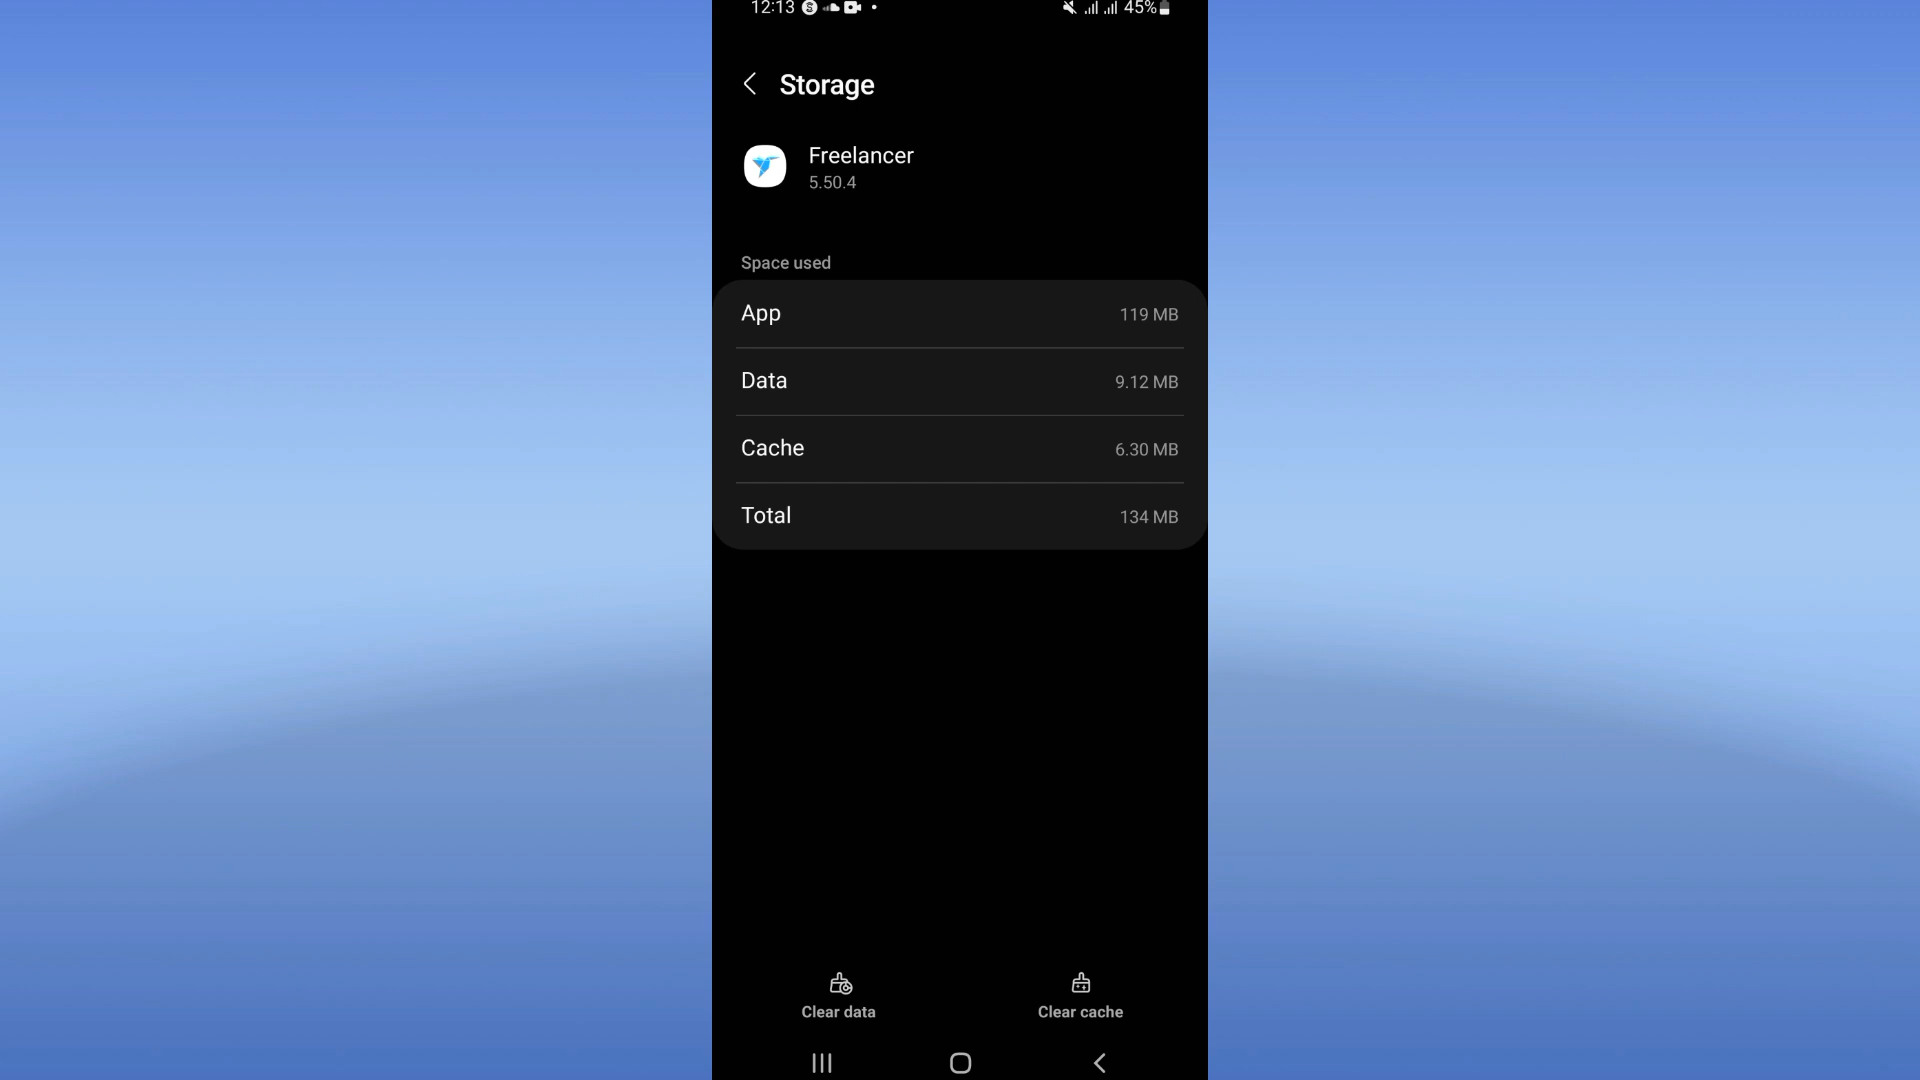 12:13 45%
Storage
Freelancer
5.50.4
Space used
App 119 MB
Data 9.12 MB
Cache 6.30 MB
Total 134 MB
Clear data Clear cache